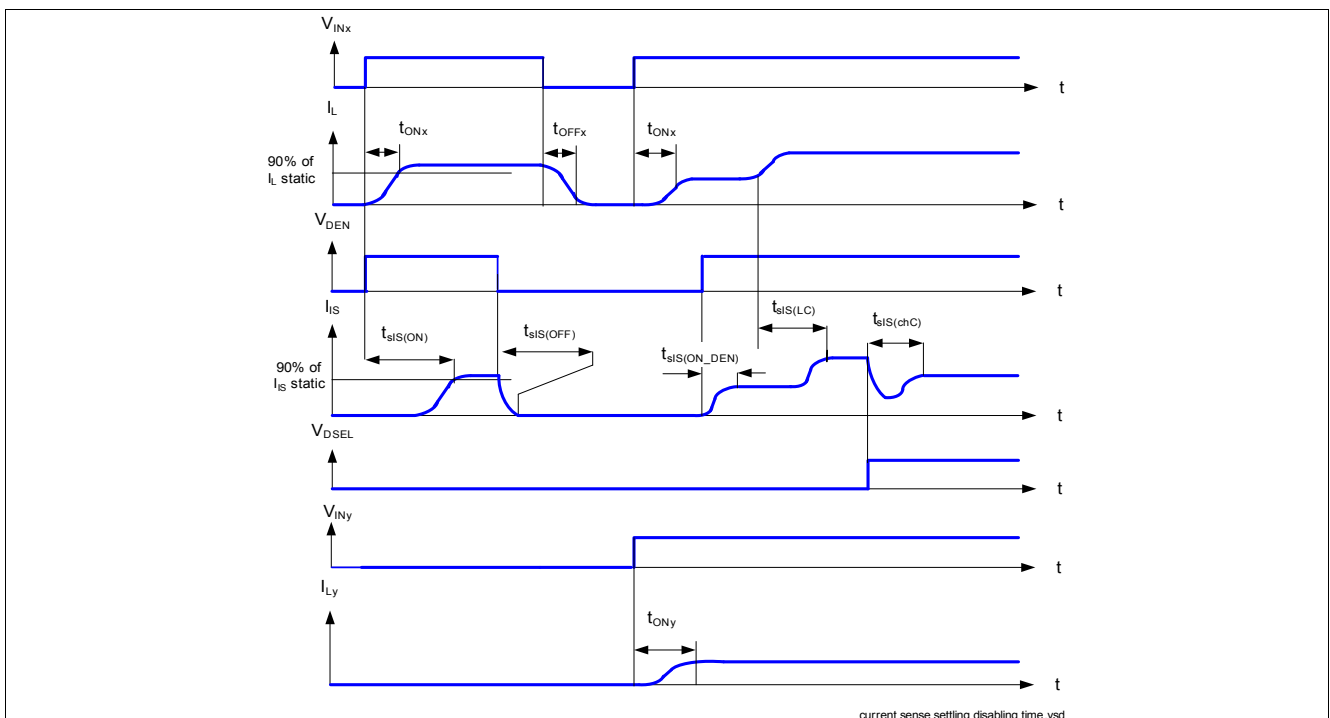 VINx
t
IL
tONx
tOFFx
tONx
90% of
IL static
t
VDEN
t
IIS
tsIS(ON)
tsIS(OFF)
tsIS(ON_DEN)
tsIS(LC)
tsIS(chC)
90% of
IIS static
t
VDSEL
t
VINy
t
ILy
tONy
t
current sense settling disabling time.vsd